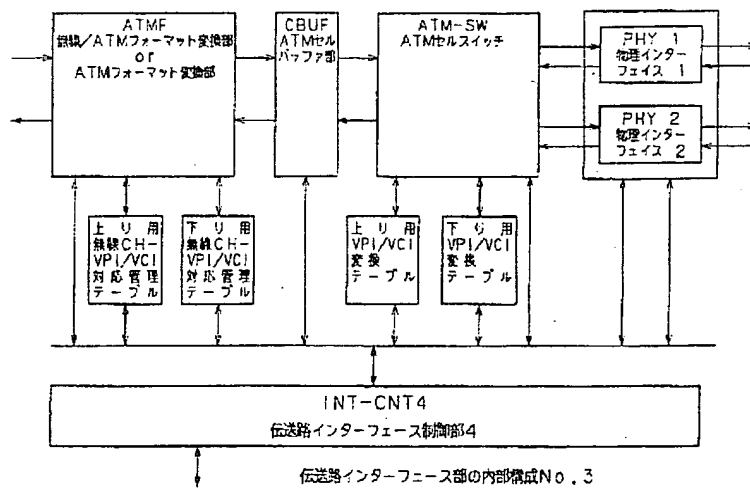 ATMF
無線/ATMフォーマット変換部
or
ATMフォーマット変換部
CBUF
ATMセル
バッファ部
ATM-SW
ATMセルスイッチ
PHY 1
物理インター
フェイス 1
PHY 2
物理インター
フェイス 2
上り用
無線CH-
VPI/VCI
対応管理
テーブル
下り用
無線CH-
VPI/VCI
対応管理
テーブル
上り用
VPI/VCI
変換
テーブル
下り用
VPI/VCI
変換
テーブル
INT-CNT4
伝送路インターフェース制御部4
伝送路インターフェース部の内部構成No.3